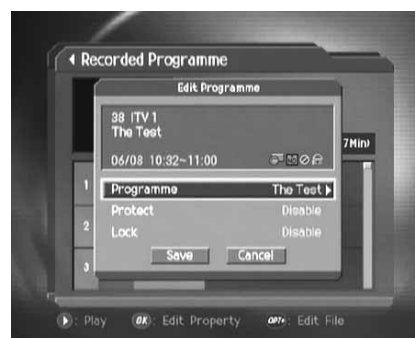 Recorded Programme
Edit Programme
38 ITV 1
The Test
06/08 10:32~11:00
7Min)
1
Programme The Test
Protect Disable
2
Lock Disable
Save Cancel
3
: Play OK: Edit Property OPT+: Edit File